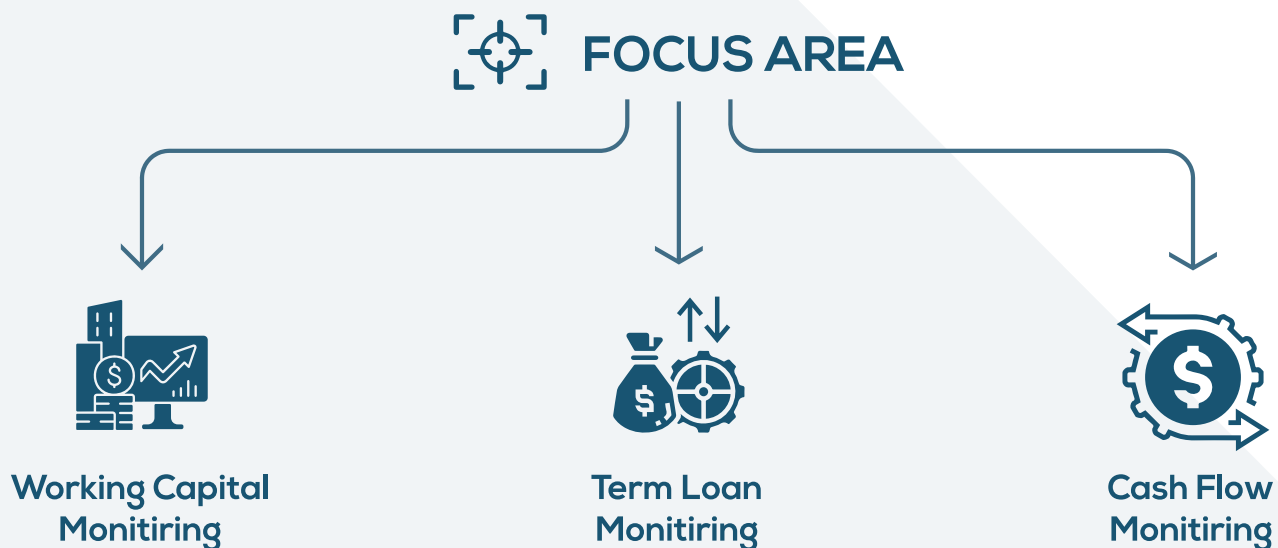 FOCUS AREA
Working Capital
Monitiring
Term Loan
Monitiring
Cash Flow
Monitiring